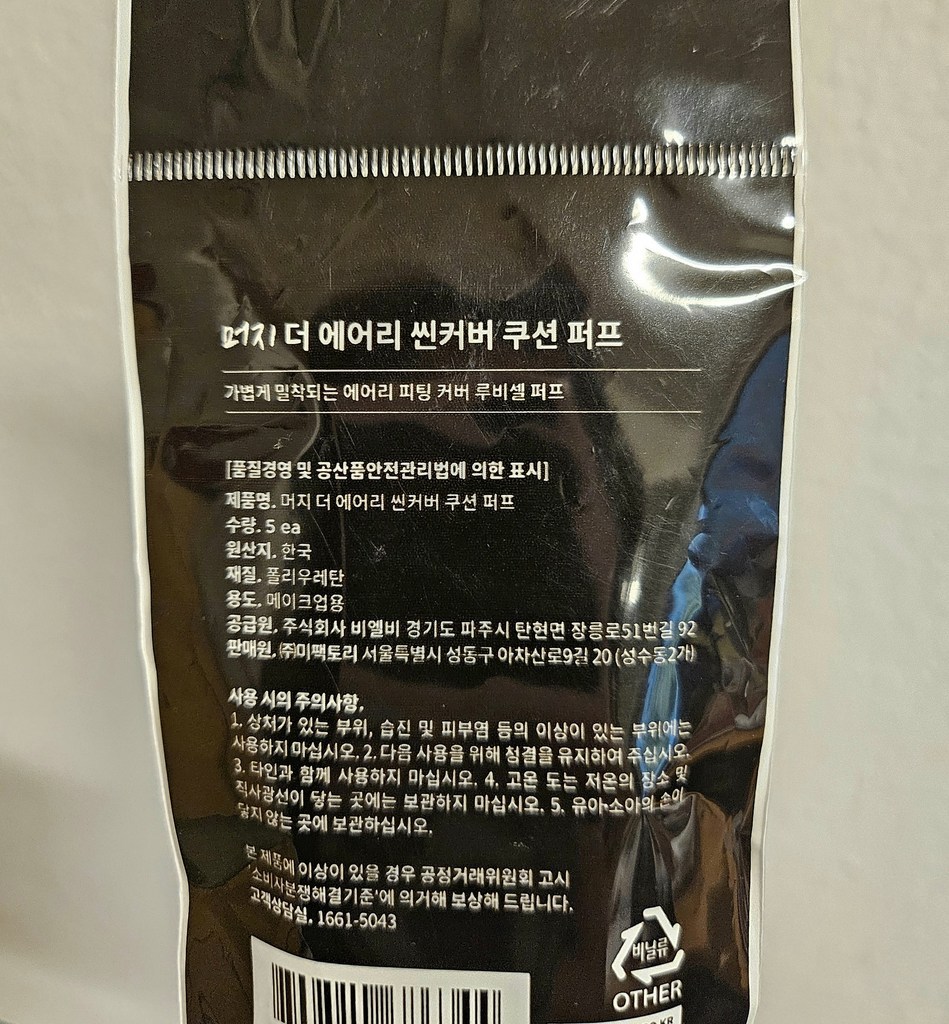 머지 더 에어리 씬커버 쿠션 퍼프
가볍게 밀착되는 에어리 피팅 커버 루비셀 퍼프
[품질경영 및 공산품안전관리법에 의한 표시]
제품명. 머지 더 에어리 씬커버 쿠션 퍼프
수량. 5 ea
원산지. 한국
재질. 폴리우레탄
용도. 메이크업용
공급원. 주식회사 비엘비 경기도 파주시 탄현면 장릉로51번길 92
판매원. ㈜미팩토리 서울특별시 성동구 아차산로9길 20 (성수동2가)
사용 시의 주의사항.
1. 상처가 있는 부위, 습진 및 피부염 등의 이상이 있는 부위에는
사용하지 마십시오. 2. 다음 사용을 위해 청결을 유지하여 주십시오.
3. 타인과 함께 사용하지 마십시오. 4. 고온 또는 저온의 장소 및
직사광선이 닿는 곳에는 보관하지 마십시오. 5. 유아·소아의 손이
닿지 않는 곳에 보관하십시오.
본 제품에 이상이 있을 경우 공정거래위원회 고시
'소비자분쟁해결기준'에 의거해 보상해 드립니다.
고객상담실. 1661-5043
비닐류
OTHER